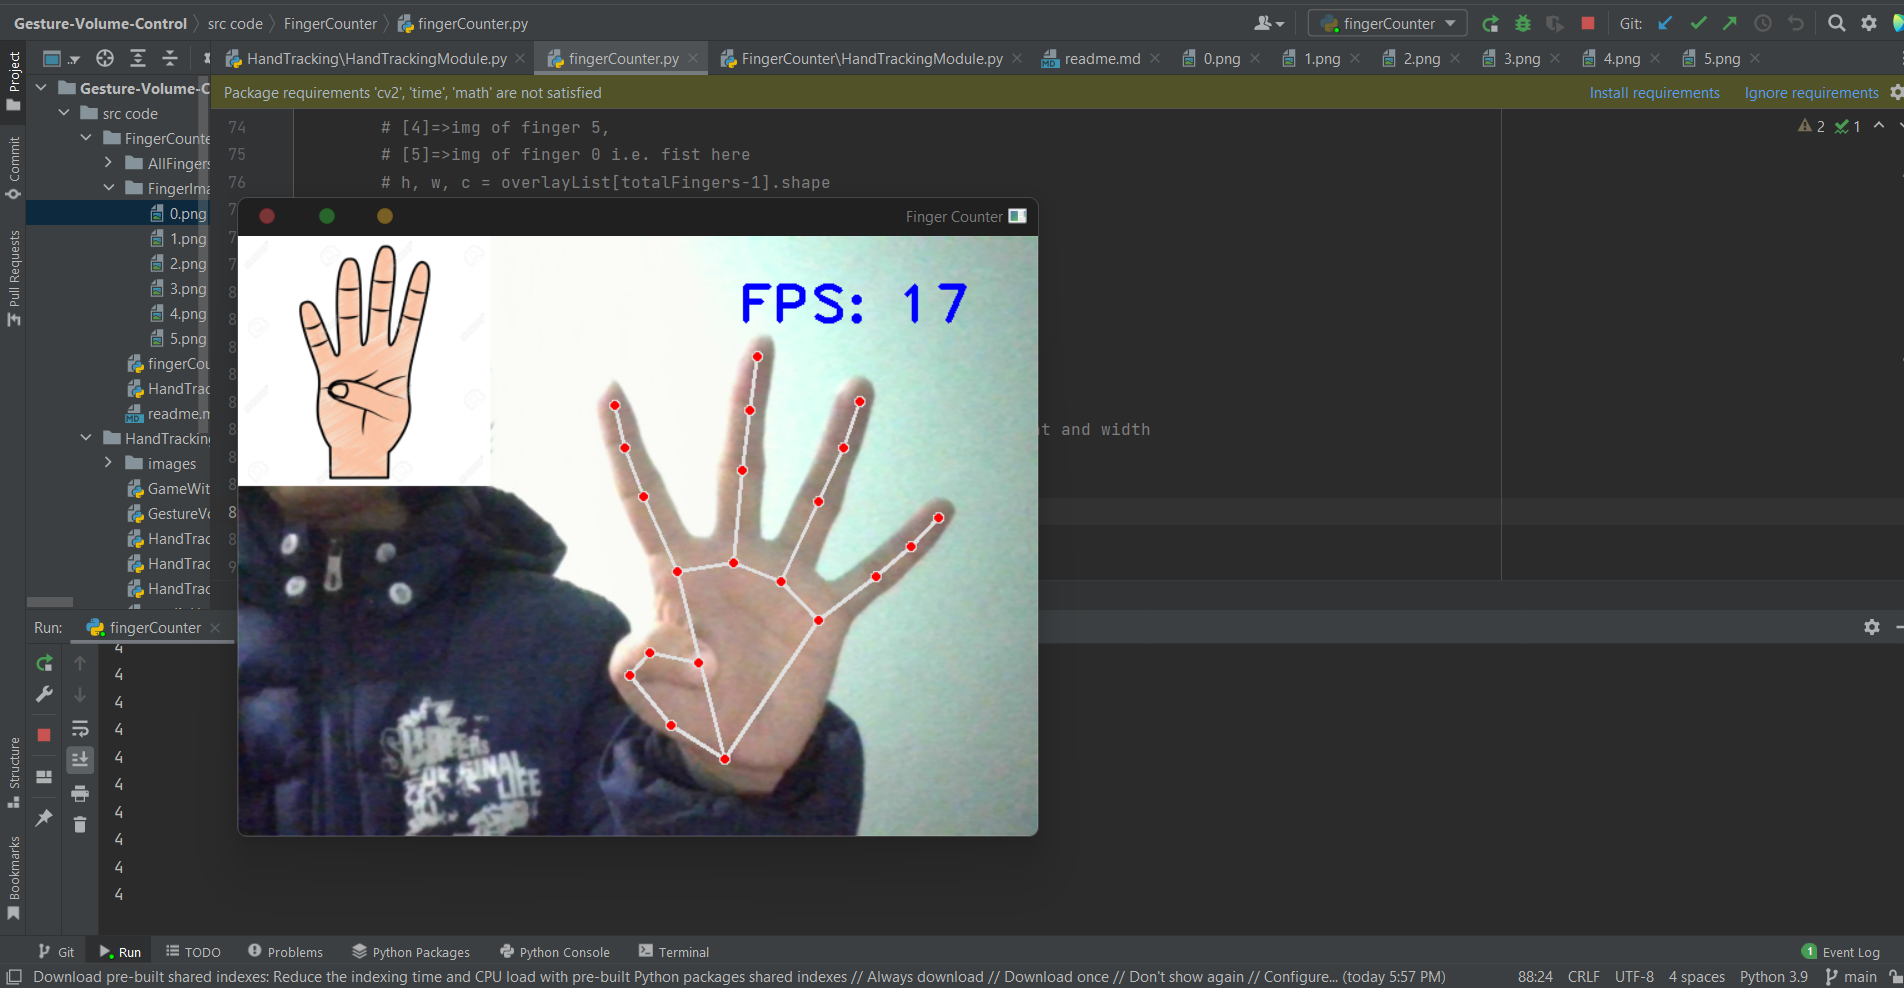 Gesture-Volume-Control
src code
FingerCounter
fingerCounter.py
fingerCounter
Git:
Project
HandTracking\HandTrackingModule.py
fingerCounter.py
FingerCounter\HandTrackingModule.py
readme.md
0.png
1.png
2.png
3.png
4.png
5.png
Gesture-Volume-C
Package requirements 'cv2', 'time', 'math' are not satisfied
Install requirements
Ignore requirements
src code
FingerCounte
AllFingers
FingerIma
0.png
1.png
2.png
3.png
4.png
5.png
fingerCou
HandTrac
readme.m
HandTracking
images
GameWit
GestureVo
HandTrac
HandTrac
HandTrac
Commit
Pull Requests
74
# [4]=>img of finger 5,
2
1
75
# [5]=>img of finger 0 i.e. fist here
76
# h, w, c = overlayList[totalFingers-1].shape
Finger Counter
FPS: 17
t and width
Run:
fingerCounter
4
4
4
4
4
4
4
4
4
4
Structure
Bookmarks
Git
Run
TODO
Problems
Python Packages
Python Console
Terminal
1
Event Log
Download pre-built shared indexes: Reduce the indexing time and CPU load with pre-built Python packages shared indexes // Always download // Download once // Don't show again // Configure... (today 5:57 PM)
88:24
CRLF
UTF-8
4 spaces
Python 3.9
main